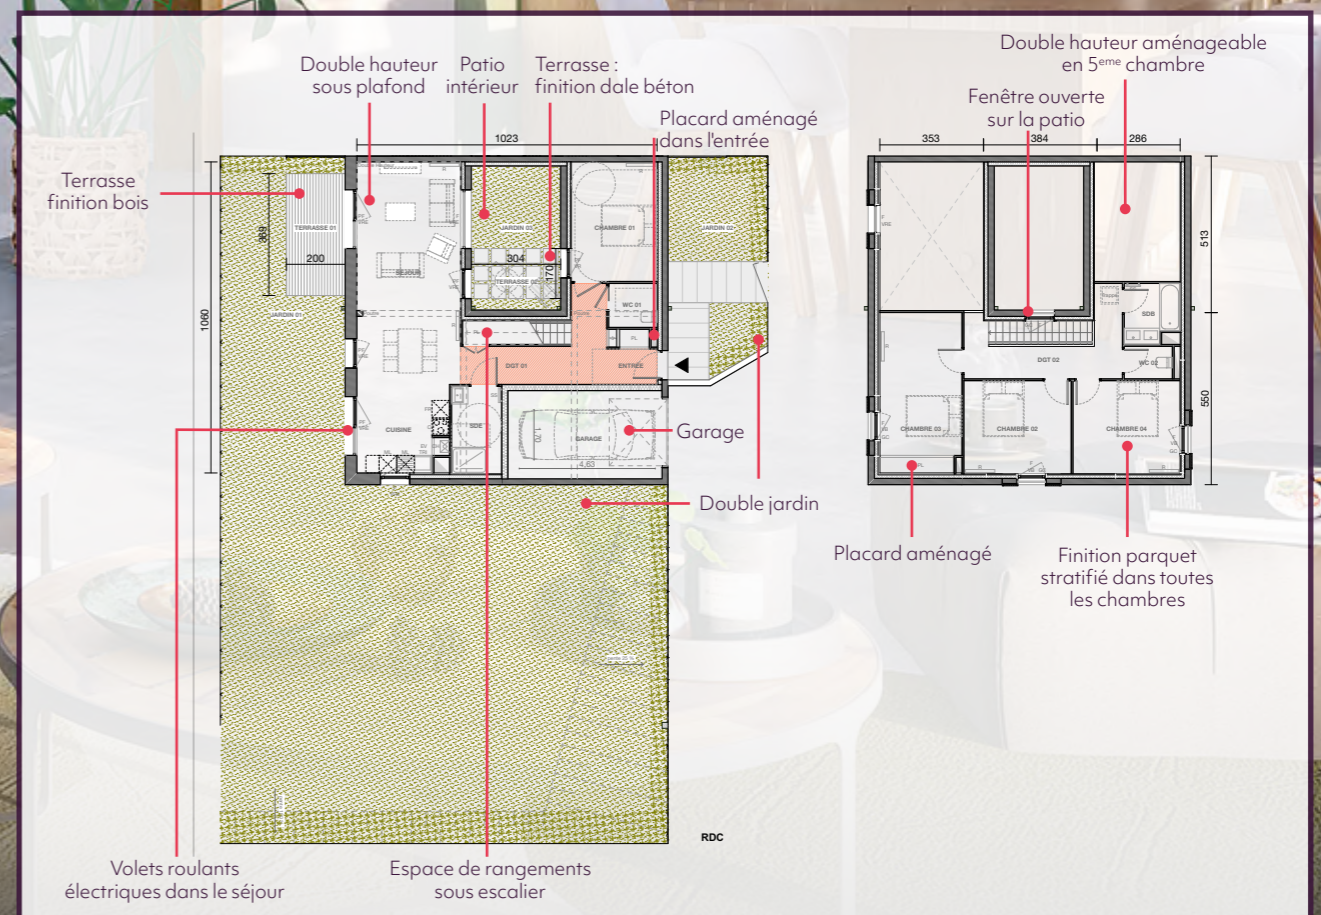 Double hauteur
sous plafond
Patio
intérieur
Terrasse :
finition dale béton
Placard aménagé
dans l'entrée
Double hauteur aménageable
en 5eme chambre
Fenêtre ouverte
sur la patio
Terrasse
finition bois
1023
353
384
286
TERRASSE 01
369
200
JARDIN 01
1060
SEJOUR
JARDIN 03
304
170
TERRASSE 02
CHAMBRE 01
JARDIN 02
WC 01
PL
DGT 01
ENTREE
CUISINE
SDE
GARAGE
1,70
4,63
Garage
Double jardin
513
550
SDB
DGT 02
WC 02
CHAMBRE 03
CHAMBRE 02
CHAMBRE 04
PL
Placard aménagé
Finition parquet
stratifié dans toutes
les chambres
RDC
Volets roulants
électriques dans le séjour
Espace de rangements
sous escalier